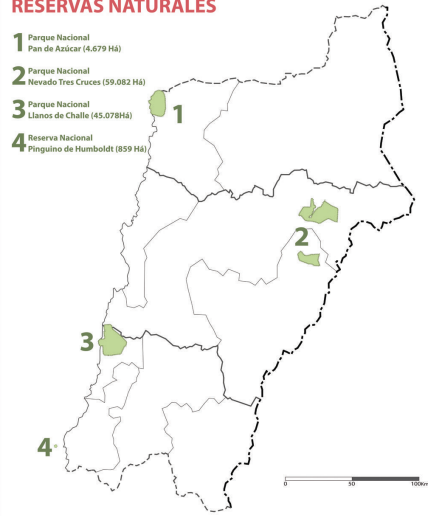 RESERVAS NATURALES
1 Parque Nacional
Pan de Azúcar (4.679 Há)
2 Parque Nacional
Nevado Tres Cruces (59.082 Há)
3 Parque Nacional
Llanos de Challe (45.078Há)
4 Reserva Nacional
Pinguino de Humboldt (859 Há)
1
2
3
4
0 50 100Km